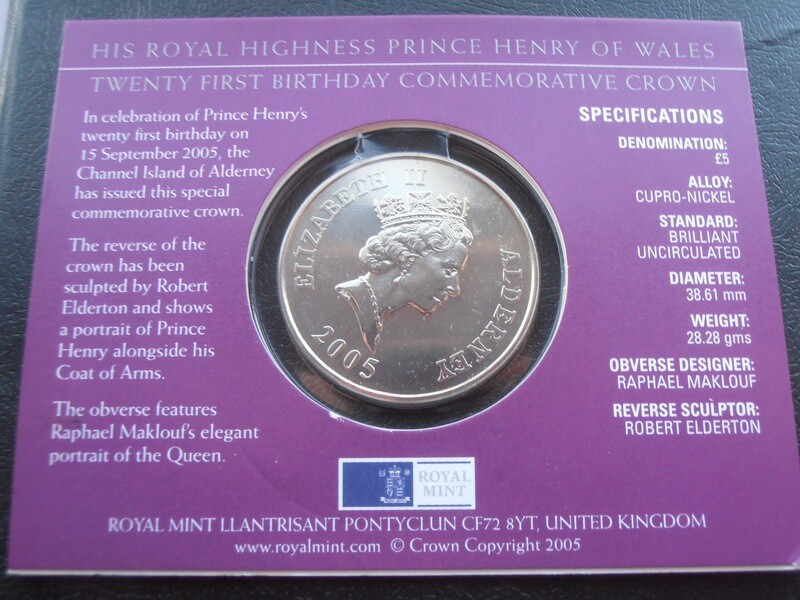 HIS ROYAL HIGHNESS PRINCE HENRY OF WALES
TWENTY FIRST BIRTHDAY COMMEMORATIVE CROWN
In celebration of Prince Henry's
twenty first birthday on
15 September 2005, the
Channel Island of Alderney
has issued this special
commemorative crown.
The reverse of the
crown has been
sculpted by Robert
Elderton and shows
a portrait of Prince
Henry alongside his
Coat of Arms.
The obverse features
Raphael Maklouf's elegant
portrait of the Queen.
ELIZABETH II
ALDERNEY
2005
SPECIFICATIONS
DENOMINATION:
£5
ALLOY:
CUPRO-NICKEL
STANDARD:
BRILLIANT
UNCIRCULATED
DIAMETER:
38.61 mm
WEIGHT:
28.28 gms
OBVERSE DESIGNER:
RAPHAEL MAKLOUF
REVERSE SCULPTOR:
ROBERT ELDERTON
ROYAL
MINT
ROYAL MINT LLANTRISANT PONTYCLUN CF72 8YT, UNITED KINGDOM
www.royalmint.com © Crown Copyright 2005